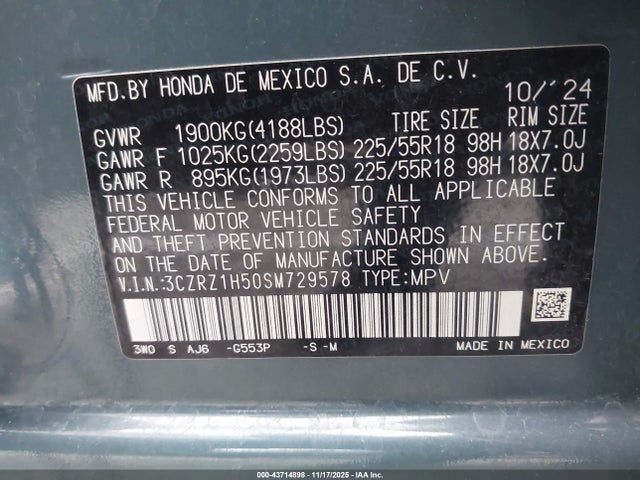 MFD.BY HONDA DE MEXICO S.A. DE C.V. 10/'24
GVWR 1900KG(4188LBS) TIRE SIZE RIM SIZE
GAWR F 1025KG(2259LBS) 225/55R18 98H 18X7.0J
GAWR R 895KG(1973LBS) 225/55R18 98H 18X7.0J
THIS VEHICLE CONFORMS TO ALL APPLICABLE
FEDERAL MOTOR VEHICLE SAFETY
AND THEFT PREVENTION STANDARDS IN EFFECT
ON THE DATE OF MANUFACTURE SHOWN ABOVE.
V.I.N.:3CZRZ1H50SM729578 TYPE:MPV
3W0 S AJ6 -G553P -S -M MADE IN MEXICO
00-43714898 | 11/17/2025 - IAA Inc.